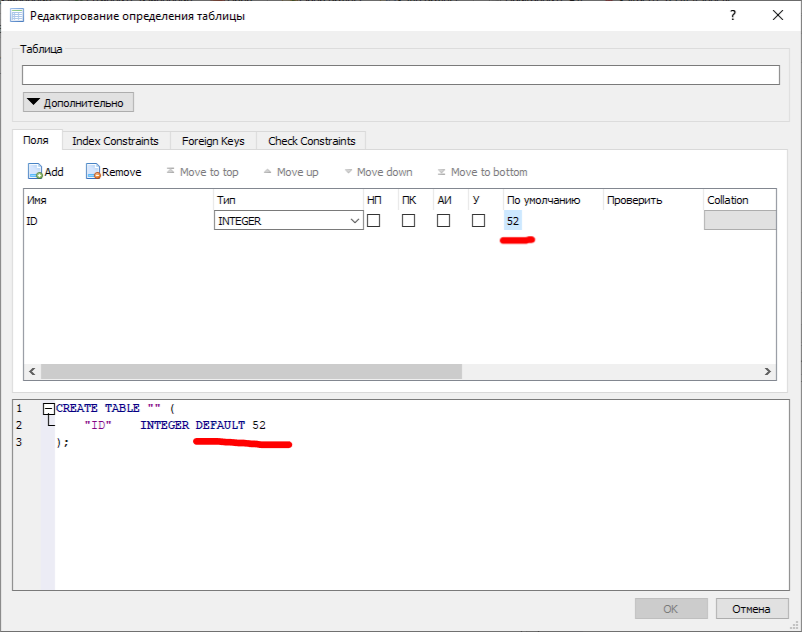 Редактирование определения таблицы
?
Таблица
Дополнительно
Поля Index Constraints Foreign Keys Check Constraints
Add Remove Move to top Move up Move down Move to bottom
Имя Тип НП ПК АИ У По умолчанию Проверить Collation
ID INTEGER 52
1 CREATE TABLE "" (
2 "ID" INTEGER DEFAULT 52
3 );
OK Отмена